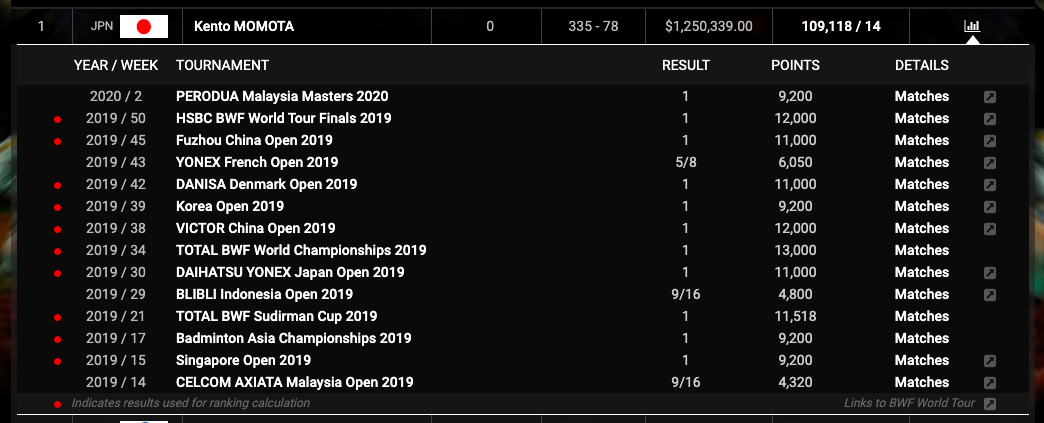 1 JPN Kento MOMOTA 0 335 - 78 $1,250,339.00 109,118 / 14
YEAR / WEEK TOURNAMENT RESULT POINTS DETAILS
2020 / 2 PERODUA Malaysia Masters 2020 1 9,200 Matches
2019 / 50 HSBC BWF World Tour Finals 2019 1 12,000 Matches
2019 / 45 Fuzhou China Open 2019 1 11,000 Matches
2019 / 43 YONEX French Open 2019 5/8 6,050 Matches
2019 / 42 DANISA Denmark Open 2019 1 11,000 Matches
2019 / 39 Korea Open 2019 1 9,200 Matches
2019 / 38 VICTOR China Open 2019 1 12,000 Matches
2019 / 34 TOTAL BWF World Championships 2019 1 13,000 Matches
2019 / 30 DAIHATSU YONEX Japan Open 2019 1 11,000 Matches
2019 / 29 BLIBLI Indonesia Open 2019 9/16 4,800 Matches
2019 / 21 TOTAL BWF Sudirman Cup 2019 1 11,518 Matches
2019 / 17 Badminton Asia Championships 2019 1 9,200 Matches
2019 / 15 Singapore Open 2019 1 9,200 Matches
2019 / 14 CELCOM AXIATA Malaysia Open 2019 9/16 4,320 Matches
Indicates results used for ranking calculation Links to BWF World Tour